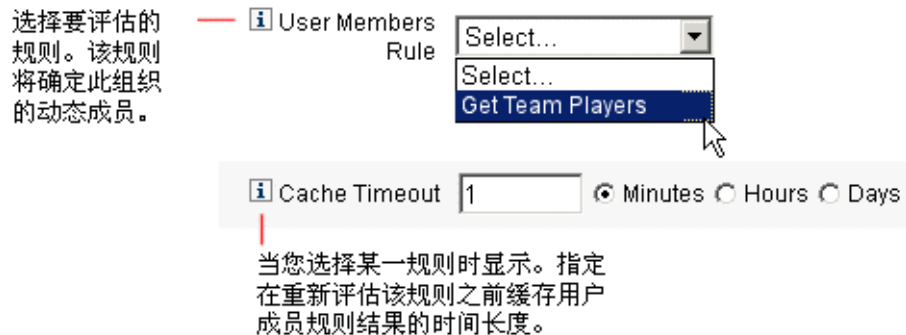 选择要评估的
规则。该规则
将确定此组织
的动态成员。
User Members
Rule
Select...
Select...
Get Team Players
Cache Timeout 1 Minutes Hours Days
当您选择某一规则时显示。指定
在重新评估该规则之前缓存用户
成员规则结果的时间长度。